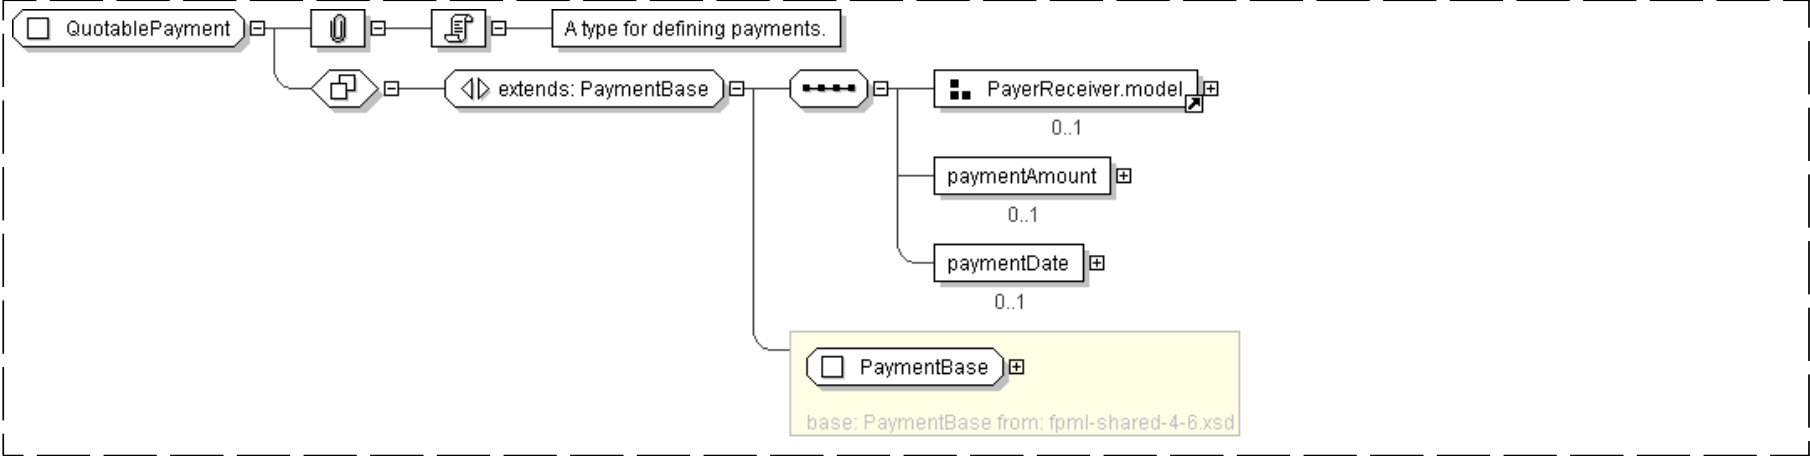 QuotablePayment
A type for defining payments.
extends: PaymentBase
PayerReceiver.model
0..1
paymentAmount
0..1
paymentDate
0..1
PaymentBase
base: PaymentBase from: fpml-shared-4-6.xsd